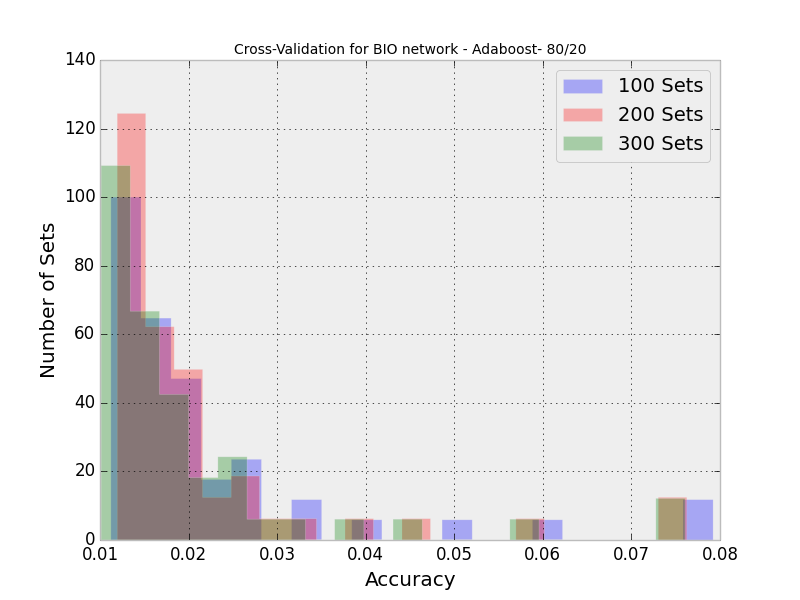 Cross-Validation for BIO network - Adaboost- 80/20
140
120
100
80
60
40
20
0
Number of Sets
100 Sets
200 Sets
300 Sets
0.01 0.02 0.03 0.04 0.05 0.06 0.07 0.08
Accuracy